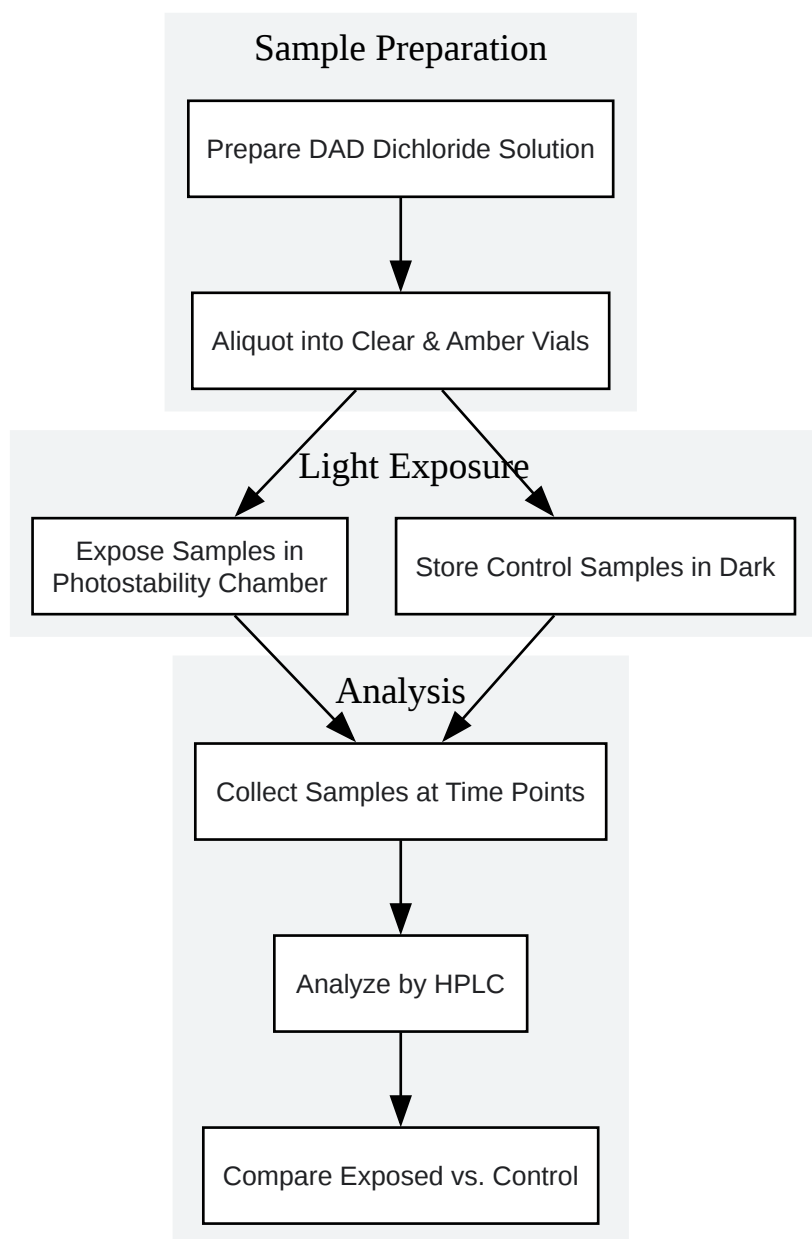 Sample Preparation
Prepare DAD Dichloride Solution
Aliquot into Clear & Amber Vials
Light Exposure
Expose Samples in
Photostability Chamber
Store Control Samples in Dark
Analysis
Collect Samples at Time Points
Analyze by HPLC
Compare Exposed vs. Control